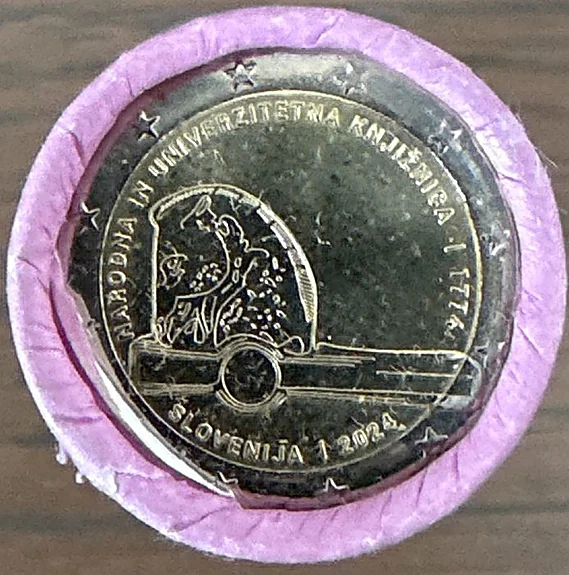 NARODNA IN UNIVERZITETNA KNJIŽNICA | 1774
SLOVENIJA | 2024